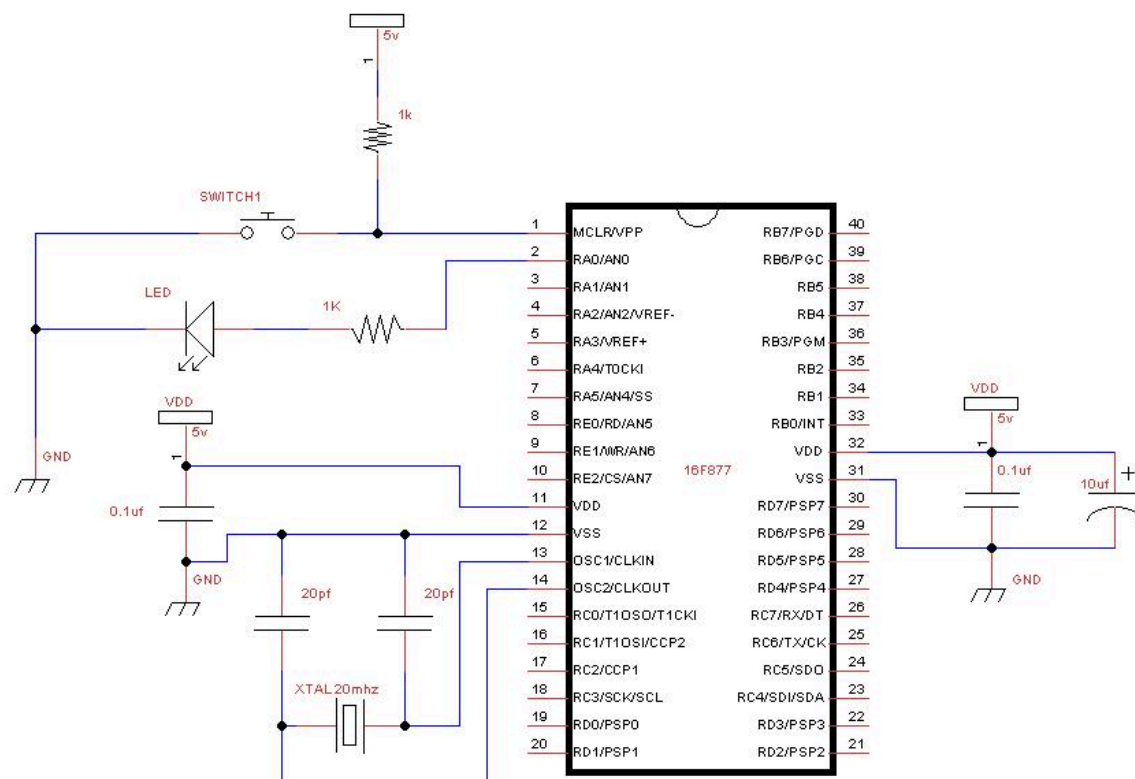 5v
1
1k
SWITCH1
1 MCLR/VPP RB7/PGD 40
2 RA0/AN0 RB6/PGC 39
LED
1K
3 RA1/AN1 RB5 38
4 RA2/AN2/VREF- RB4 37
5 RA3/VREF+ RB3/PGM 36
6 RA4/T0CKI RB2 35
7 RA5/AN4/SS RB1 34
VDD
5v
1
VDD
5v
1
8 RE0/RD/AN5 RB0/INT 33
9 RE1/WR/AN6 VDD 32
GND
16F877
0.1uf
10uf
+
10 RE2/CS/AN7 VSS 31
11 VDD RD7/PSP7 30
0.1uf
12 VSS RD6/PSP6 29
13 OSC1/CLKIN RD5/PSP5 28
GND
GND
14 OSC2/CLKOUT RD4/PSP4 27
20pf
20pf
15 RC0/T1OSO/T1CKI RC7/RX/DT 26
16 RC1/T1OSI/CCP2 RC6/TX/CK 25
17 RC2/CCP1 RC5/SDO 24
XTAL20mhz
18 RC3/SCK/SCL RC4/SDI/SDA 23
19 RD0/PSP0 RD3/PSP3 22
20 RD1/PSP1 RD2/PSP2 21